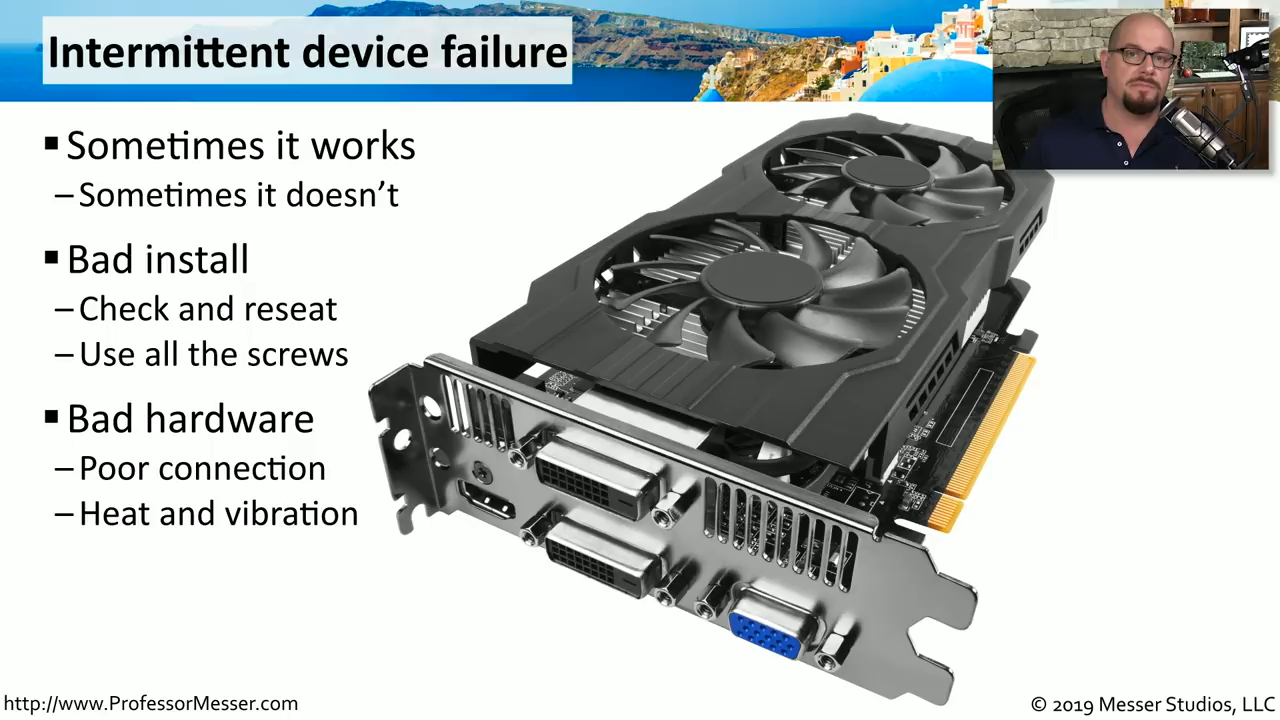 Intermittent device failure
▪ Sometimes it works
– Sometimes it doesn't
▪ Bad install
– Check and reseat
– Use all the screws
▪ Bad hardware
– Poor connection
– Heat and vibration
http://www.ProfessorMesser.com
© 2019 Messer Studios, LLC